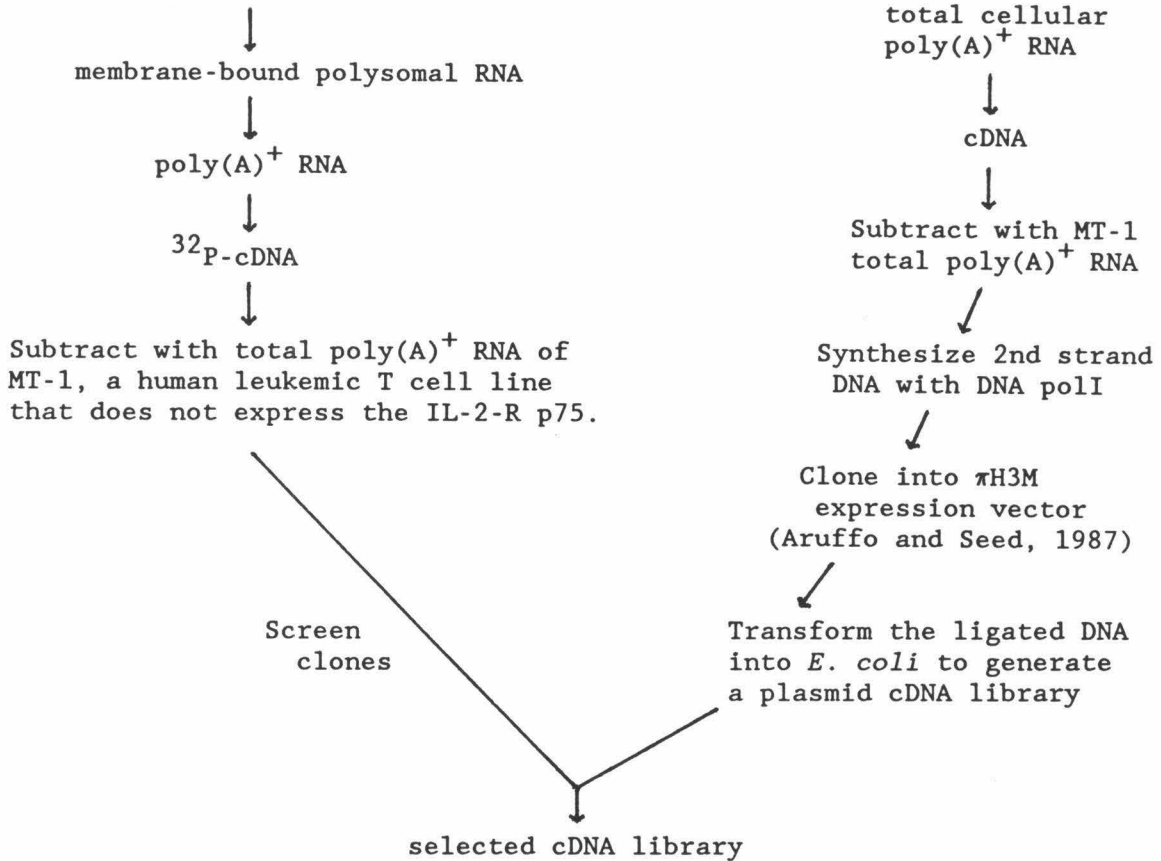 membrane-bound polysomal RNA
poly(A)+ RNA
32P-cDNA
Subtract with total poly(A)+ RNA of
MT-1, a human leukemic T cell line
that does not express the IL-2-R p75.
Screen
clones
total cellular
poly(A)+ RNA
cDNA
Subtract with MT-1
total poly(A)+ RNA
Synthesize 2nd strand
DNA with DNA polI
Clone into πH3M
expression vector
(Aruffo and Seed, 1987)
Transform the ligated DNA
into E. coli to generate
a plasmid cDNA library
selected cDNA library